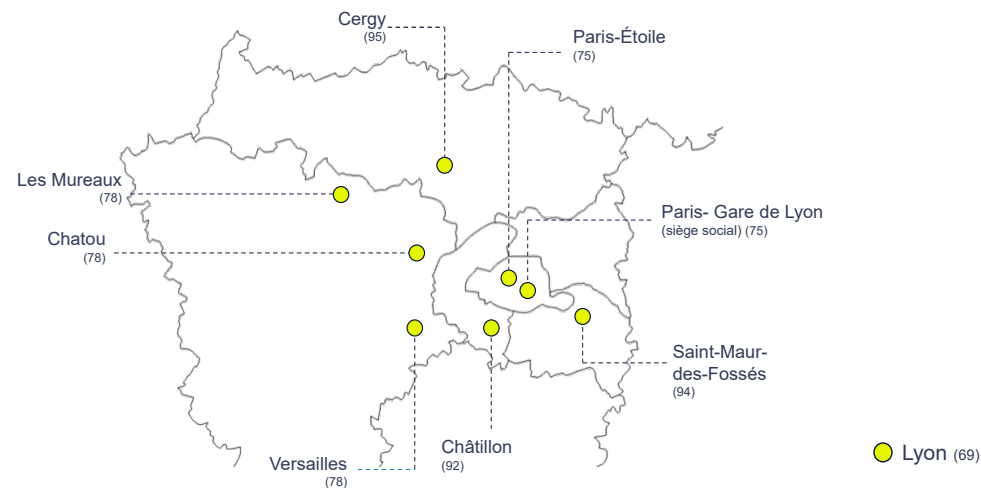 Cergy
(95)
Paris-Étoile
(75)
Les Mureaux
(78)
Paris- Gare de Lyon
(siège social) (75)
Chatou
(78)
Saint-Maur-
des-Fossés
(94)
Châtillon
(92)
Versailles
(78)
Lyon (69)